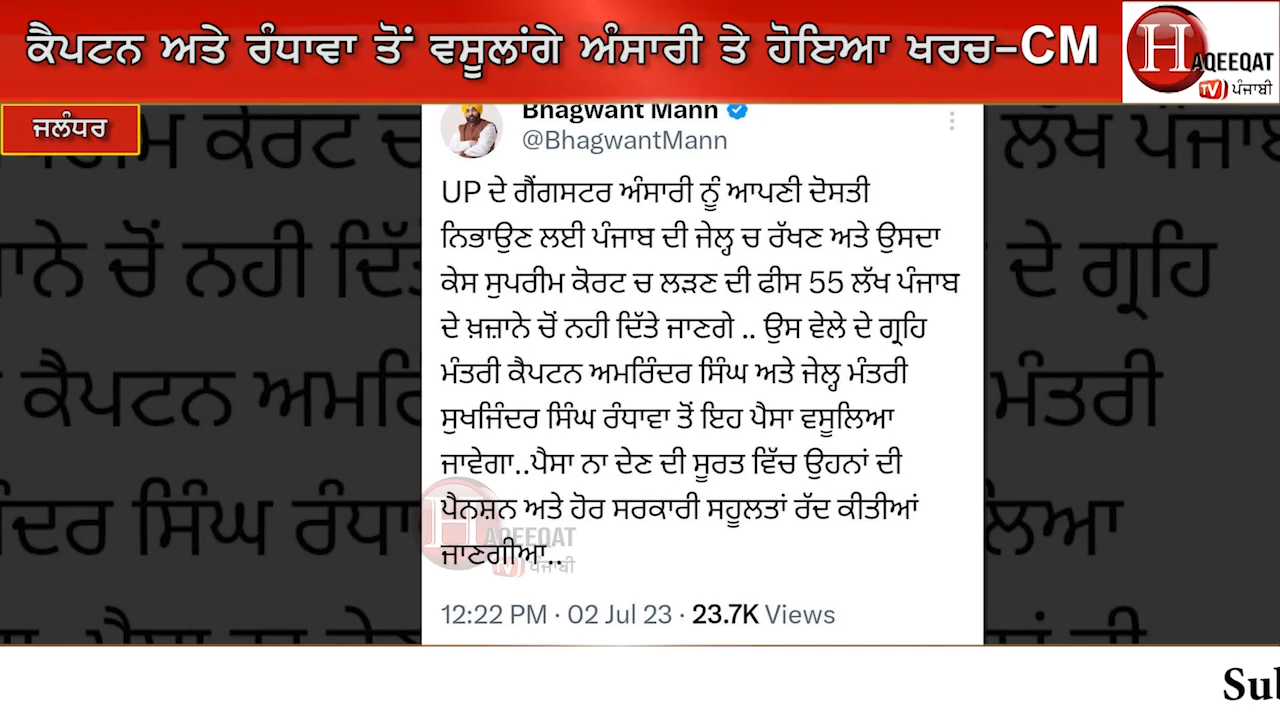 ਕੈਪਟਨ ਅਤੇ ਰੰਧਾਵਾ ਤੋਂ ਵਸੂਲਾਂਗੇ ਅੰਸਾਰੀ ਤੇ ਹੋਇਆ ਖਰਚ-CM
HAQEEQAT
TV ਪੰਜਾਬੀ
ਜਲੰਧਰ
Bhagwant Mann
@BhagwantMann
UP ਦੇ ਗੈਂਗਸਟਰ ਅੰਸਾਰੀ ਨੂੰ ਆਪਣੀ ਦੋਸਤੀ
ਨਿਭਾਉਣ ਲਈ ਪੰਜਾਬ ਦੀ ਜੇਲ੍ਹ ਚ ਰੱਖਣ ਅਤੇ ਉਸਦਾ
ਕੇਸ ਸੁਪਰੀਮ ਕੋਰਟ ਚ ਲੜਣ ਦੀ ਫੀਸ 55 ਲੱਖ ਪੰਜਾਬ
ਦੇ ਖ਼ਜ਼ਾਨੇ ਚੋਂ ਨਹੀ ਦਿੱਤੇ ਜਾਣਗੇ .. ਉਸ ਵੇਲੇ ਦੇ ਗ੍ਰਹਿ
ਮੰਤਰੀ ਕੈਪਟਨ ਅਮਰਿੰਦਰ ਸਿੰਘ ਅਤੇ ਜੇਲ੍ਹ ਮੰਤਰੀ
ਸੁਖਜਿੰਦਰ ਸਿੰਘ ਰੰਧਾਵਾ ਤੋਂ ਇਹ ਪੈਸਾ ਵਸੂਲਿਆ
ਜਾਵੇਗਾ..ਪੈਸਾ ਨਾ ਦੇਣ ਦੀ ਸੂਰਤ ਵਿੱਚ ਉਹਨਾਂ ਦੀ
ਪੈਨਸ਼ਨ ਅਤੇ ਹੋਰ ਸਰਕਾਰੀ ਸਹੂਲਤਾਂ ਰੱਦ ਕੀਤੀਆਂ
ਜਾਣਗੀਆ..
HAQEEQAT
TV ਪੰਜਾਬੀ
12:22 PM · 02 Jul 23 · 23.7K Views